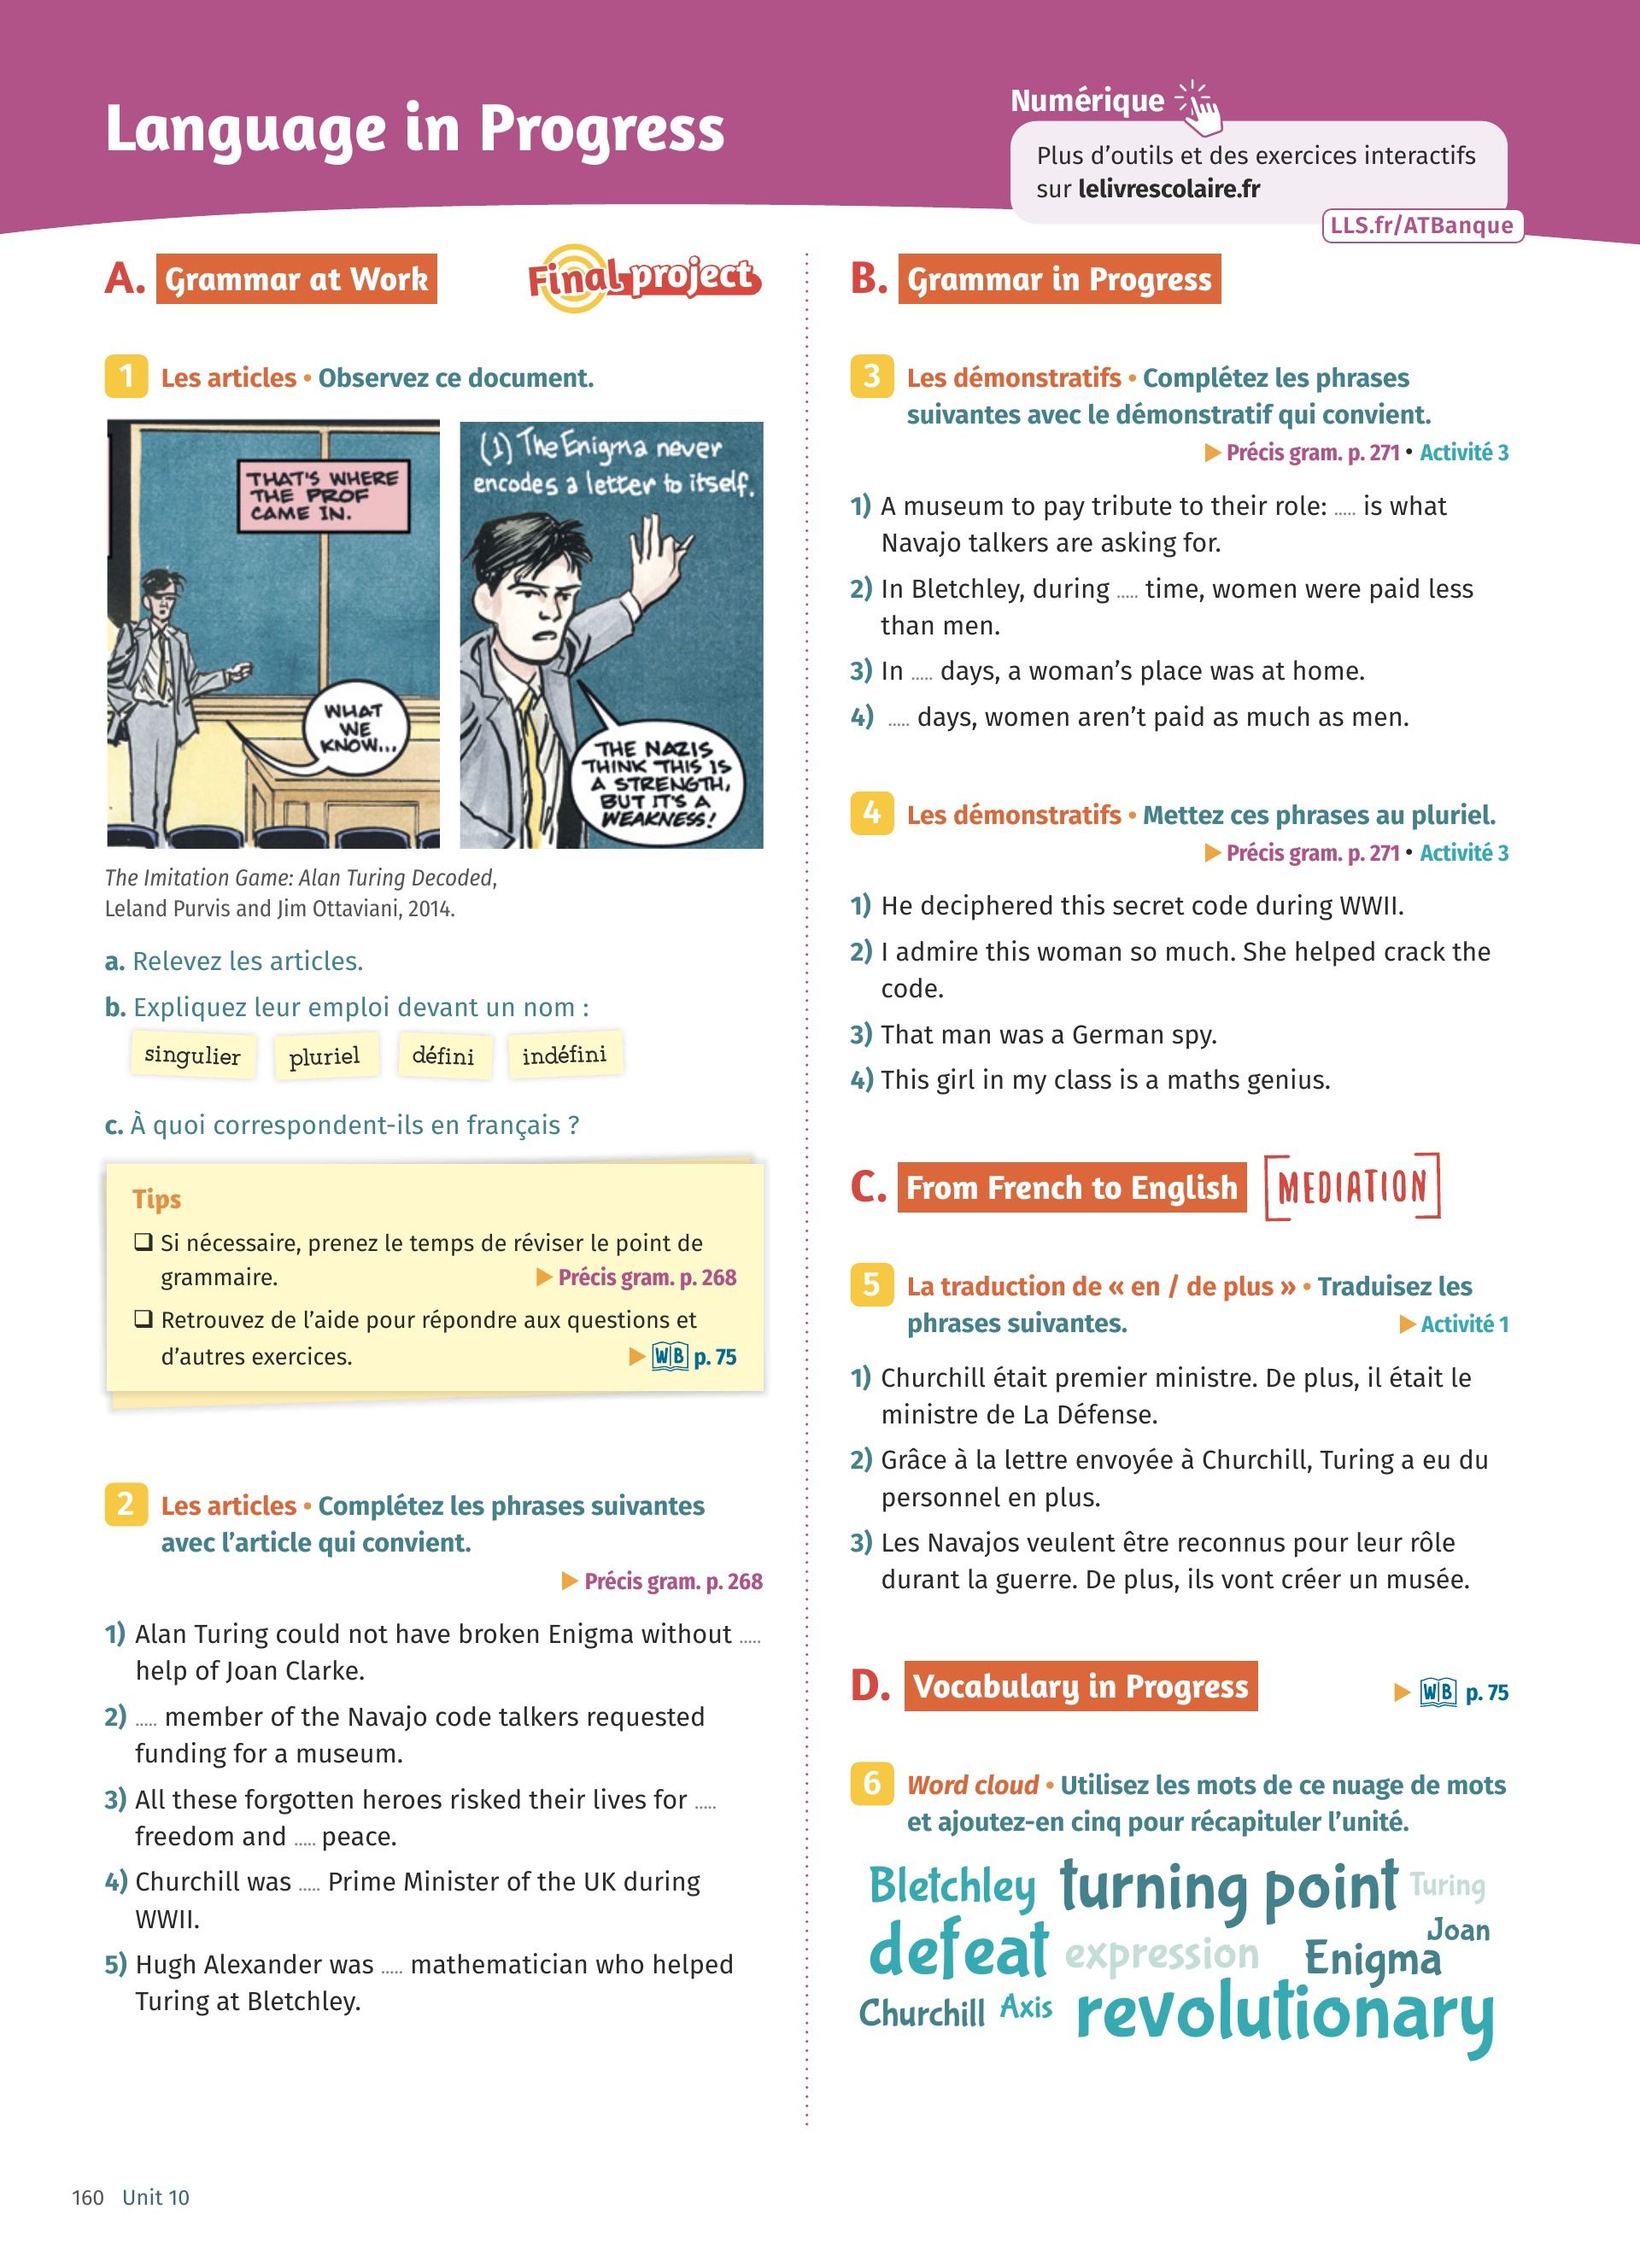 Language in Progress
Numérique
Plus d'outils et des exercices interactifs
sur lelivrescolaire.fr
LLS.fr/ATBanque
A. Grammar at Work
Final project
1 Les articles • Observez ce document.
THAT'S WHERE
THE PROF
CAME IN.
WHAT
WE
KNOW...
(1) The Enigma never
encodes a letter to itself.
THE NAZIS
THINK THIS IS
A STRENGTH,
BUT IT'S A
WEAKNESS!
The Imitation Game: Alan Turing Decoded,
Leland Purvis and Jim Ottaviani, 2014.
a. Relevez les articles.
b. Expliquez leur emploi devant un nom :
singulier pluriel défini indéfini
c. À quoi correspondent-ils en français ?
Tips
❑ Si nécessaire, prenez le temps de réviser le point de
grammaire. ▶ Précis gram. p. 268
❑ Retrouvez de l'aide pour répondre aux questions et
d'autres exercices. ▶ WB p. 75
2 Les articles • Complétez les phrases suivantes
avec l'article qui convient.
▶ Précis gram. p. 268
1) Alan Turing could not have broken Enigma without .....
help of Joan Clarke.
2) ..... member of the Navajo code talkers requested
funding for a museum.
3) All these forgotten heroes risked their lives for .....
freedom and ..... peace.
4) Churchill was ..... Prime Minister of the UK during
WWII.
5) Hugh Alexander was ..... mathematician who helped
Turing at Bletchley.
B. Grammar in Progress
3 Les démonstratifs • Complétez les phrases
suivantes avec le démonstratif qui convient.
▶ Précis gram. p. 271 • Activité 3
1) A museum to pay tribute to their role: ..... is what
Navajo talkers are asking for.
2) In Bletchley, during ..... time, women were paid less
than men.
3) In ..... days, a woman's place was at home.
4) ..... days, women aren't paid as much as men.
4 Les démonstratifs • Mettez ces phrases au pluriel.
▶ Précis gram. p. 271 • Activité 3
1) He deciphered this secret code during WWII.
2) I admire this woman so much. She helped crack the
code.
3) That man was a German spy.
4) This girl in my class is a maths genius.
C. From French to English [MEDIATION]
5 La traduction de « en / de plus » • Traduisez les
phrases suivantes. ▶ Activité 1
1) Churchill était premier ministre. De plus, il était le
ministre de La Défense.
2) Grâce à la lettre envoyée à Churchill, Turing a eu du
personnel en plus.
3) Les Navajos veulent être reconnus pour leur rôle
durant la guerre. De plus, ils vont créer un musée.
D. Vocabulary in Progress ▶ WB p. 75
6 Word cloud • Utilisez les mots de ce nuage de mots
et ajoutez-en cinq pour récapituler l'unité.
Bletchley turning point Turing
Joan
defeat expression Enigma
Churchill Axis revolutionary
160 Unit 10